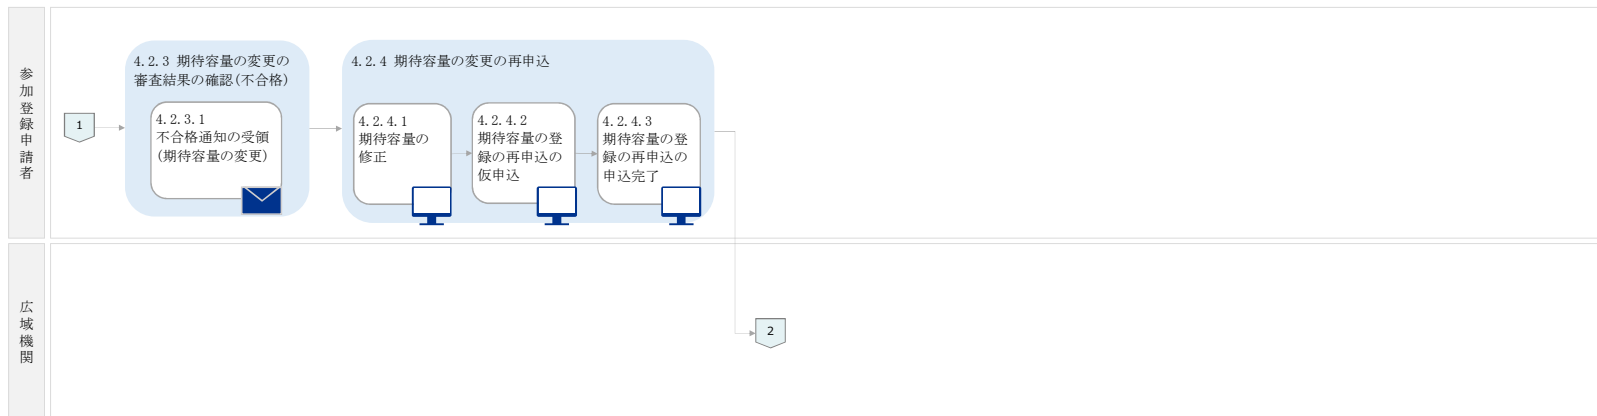 参加登録申請者
1
4.2.3 期待容量の変更の
審査結果の確認(不合格)
4.2.3.1
不合格通知の受領
(期待容量の変更)
4.2.4 期待容量の変更の再申込
4.2.4.1
期待容量の
修正
4.2.4.2
期待容量の登
録の再申込の
仮申込
4.2.4.3
期待容量の登
録の再申込の
申込完了
広域機関
2